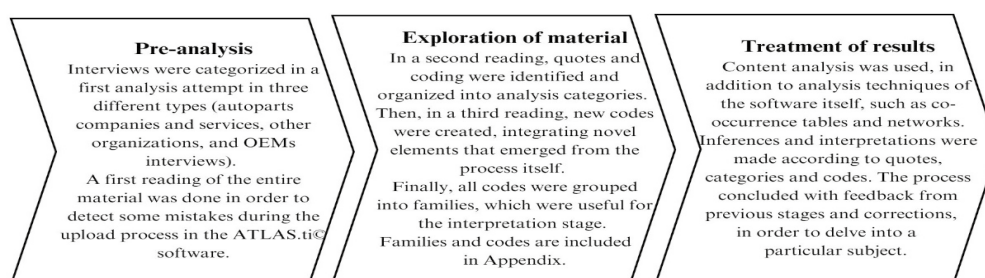 Pre-analysis
Interviews were categorized in a
first analysis attempt in three
different types (autoparts
companies and services, other
organizations, and OEMs
interviews).
A first reading of the entire
material was done in order to
detect some mistakes during the
upload process in the ATLAS.ti©
software.
Exploration of material
In a second reading, quotes and
coding were identified and
organized into analysis categories.
Then, in a third reading, new codes
were created, integrating novel
elements that emerged from the
process itself.
Finally, all codes were grouped
into families, which were useful for
the interpretation stage.
Families and codes are included
in Appendix.
Treatment of results
Content analysis was used, in
addition to analysis techniques of
the software itself, such as co-
occurrence tables and networks.
Inferences and interpretations were
made according to quotes,
categories and codes. The process
concluded with feedback from
previous stages and corrections,
in order to delve into a
particular subject.